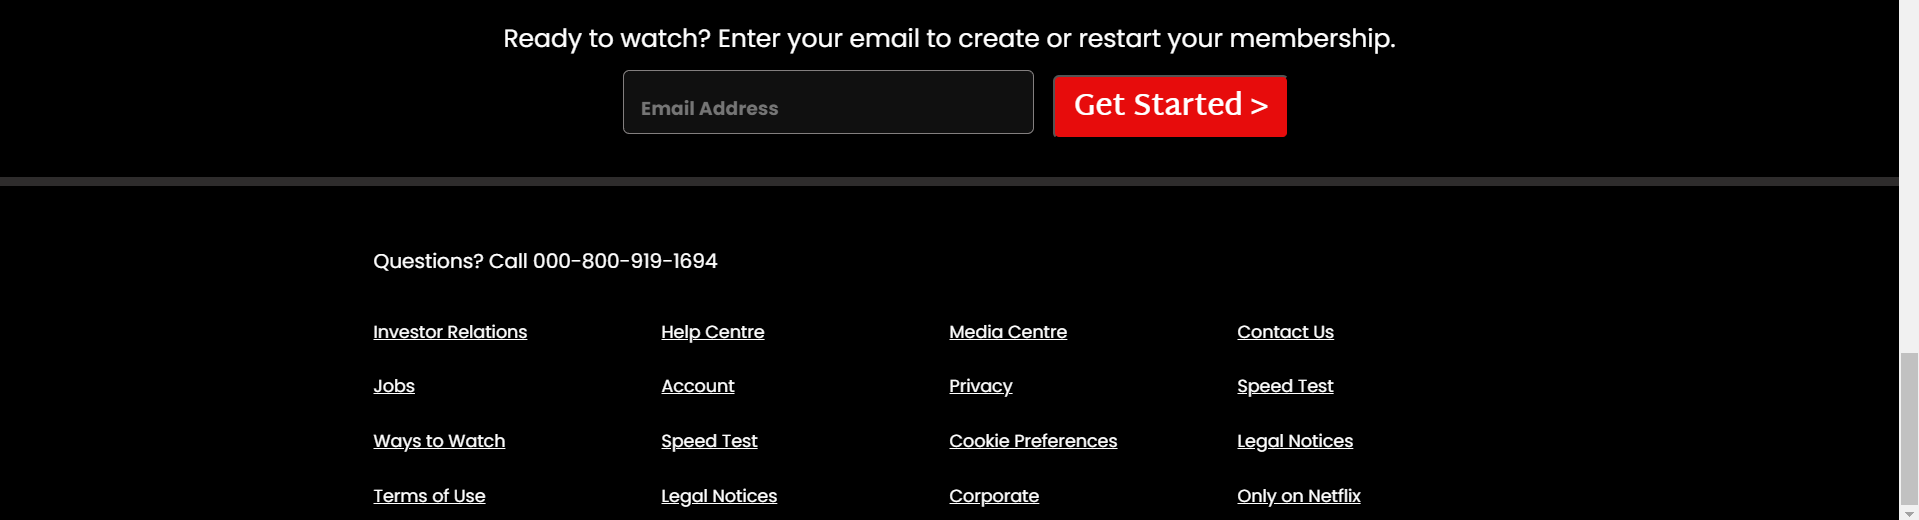 Ready to watch? Enter your email to create or restart your membership.
Email Address
Get Started >
Questions? Call 000-800-919-1694
Investor Relations
Help Centre
Media Centre
Contact Us
Jobs
Account
Privacy
Speed Test
Ways to Watch
Speed Test
Cookie Preferences
Legal Notices
Terms of Use
Legal Notices
Corporate
Only on Netflix